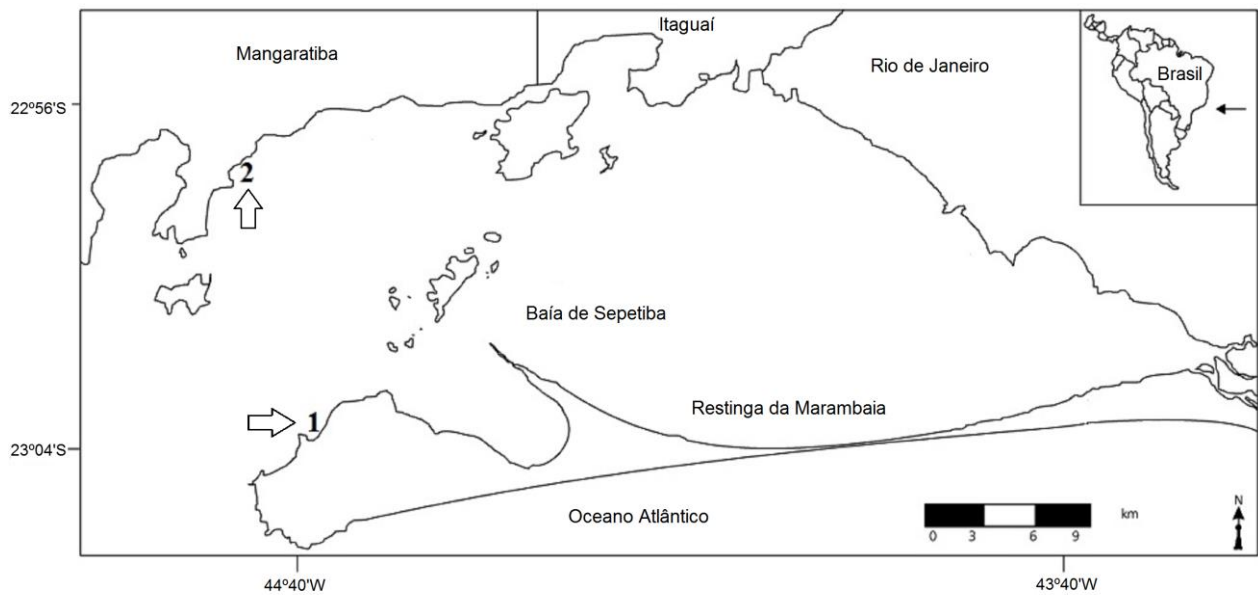 Itaguaí
Mangaratiba
Rio de Janeiro
Brasil
22º56'S
2
Baía de Sepetiba
Restinga da Marambaia
1
23º04'S
Oceano Atlântico
km
N
0 3 6 9
44º40'W
43º40'W